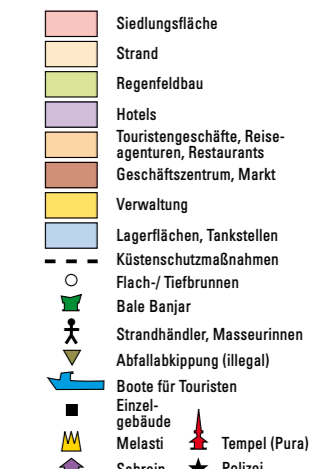 Siedlungsfläche
Strand
Regenfeldbau
Hotels
Touristengeschäfte, Reise-
agenturen, Restaurants
Geschäftszentrum, Markt
Verwaltung
Lagerflächen, Tankstellen
Küstenschutzmaßnahmen
Flach-/ Tiefbrunnen
Bale Banjar
Strandhändler, Masseurinnen
Abfallabkippung (illegal)
Boote für Touristen
Einzel-
gebäude
Melasti Tempel (Pura)
Schrein Polizei